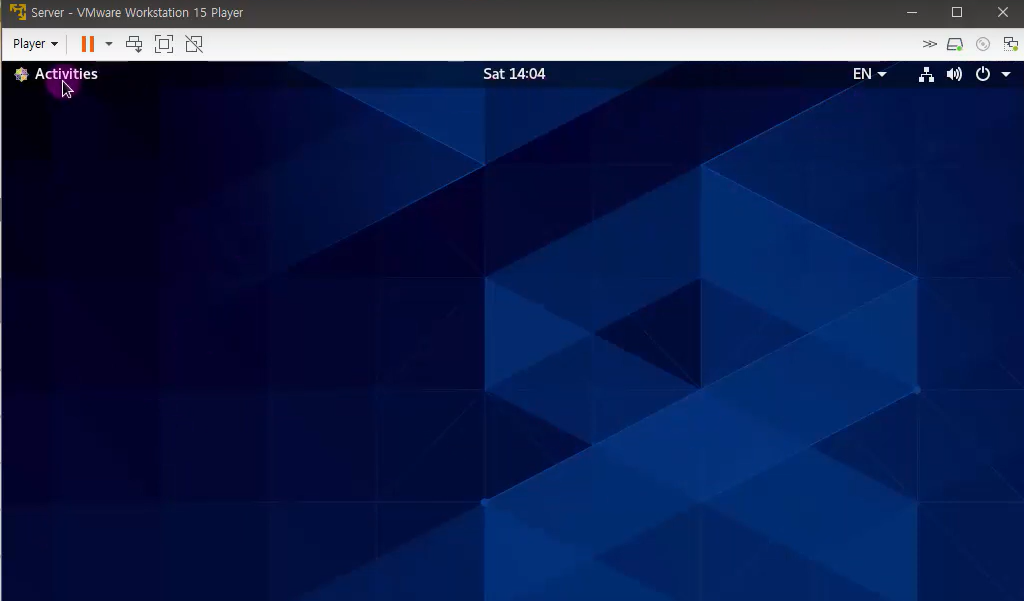 Server - VMware Workstation 15 Player
Player
Activities
Sat 14:04
EN